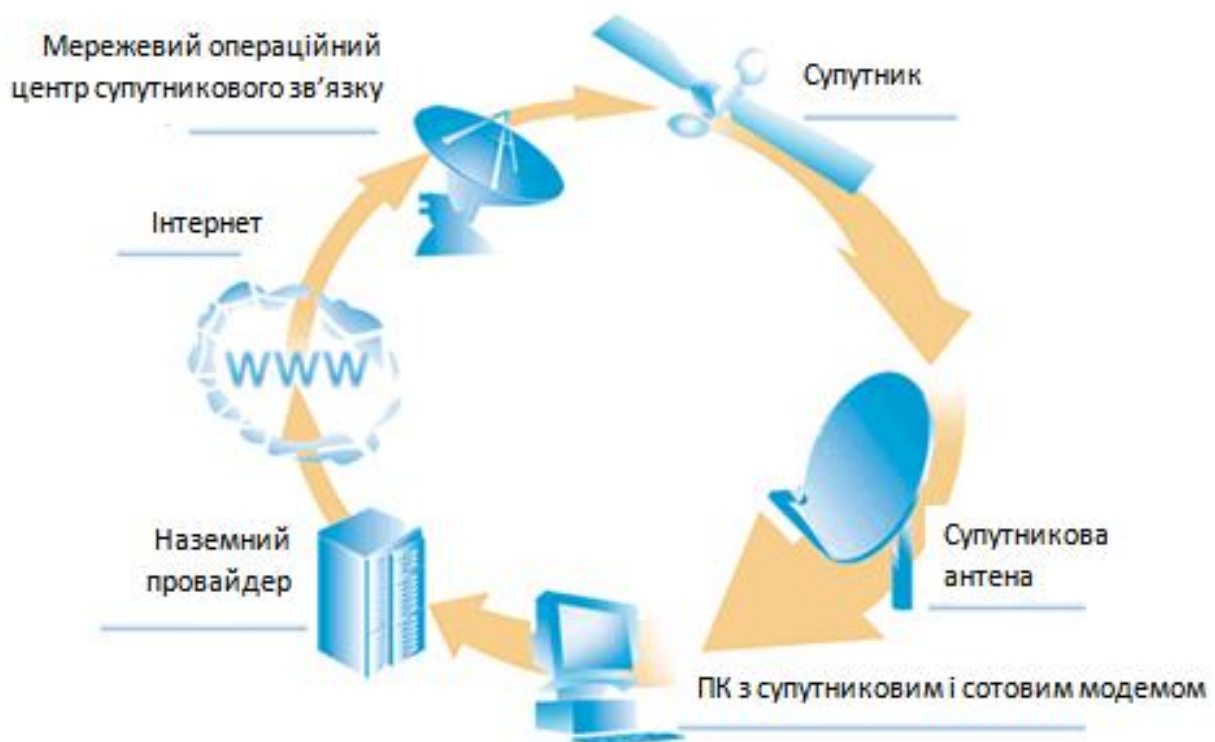 Мережевий операційний
центр супутникового зв’язку
Супутник
Інтернет
www
Наземний
провайдер
Супутникова
антена
ПК з супутниковим і сотовим модемом